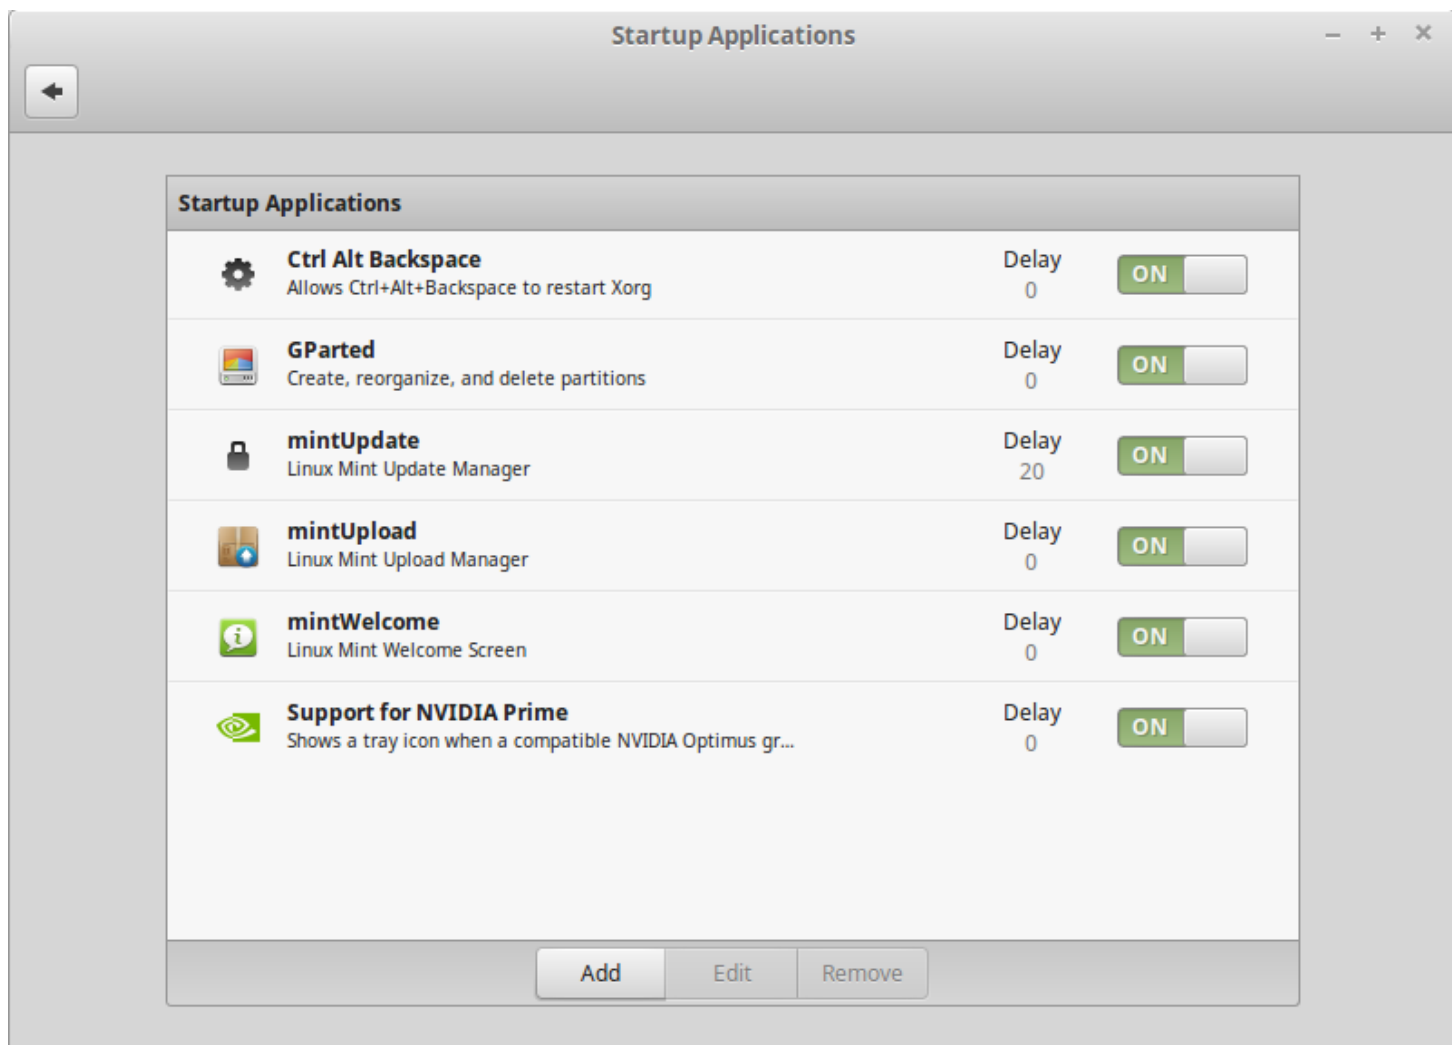 Startup Applications
Startup Applications
Ctrl Alt Backspace
Allows Ctrl+Alt+Backspace to restart Xorg
Delay
0
ON
GParted
Create, reorganize, and delete partitions
Delay
0
ON
mintUpdate
Linux Mint Update Manager
Delay
20
ON
mintUpload
Linux Mint Upload Manager
Delay
0
ON
mintWelcome
Linux Mint Welcome Screen
Delay
0
ON
Support for NVIDIA Prime
Shows a tray icon when a compatible NVIDIA Optimus gr...
Delay
0
ON
Add
Edit
Remove